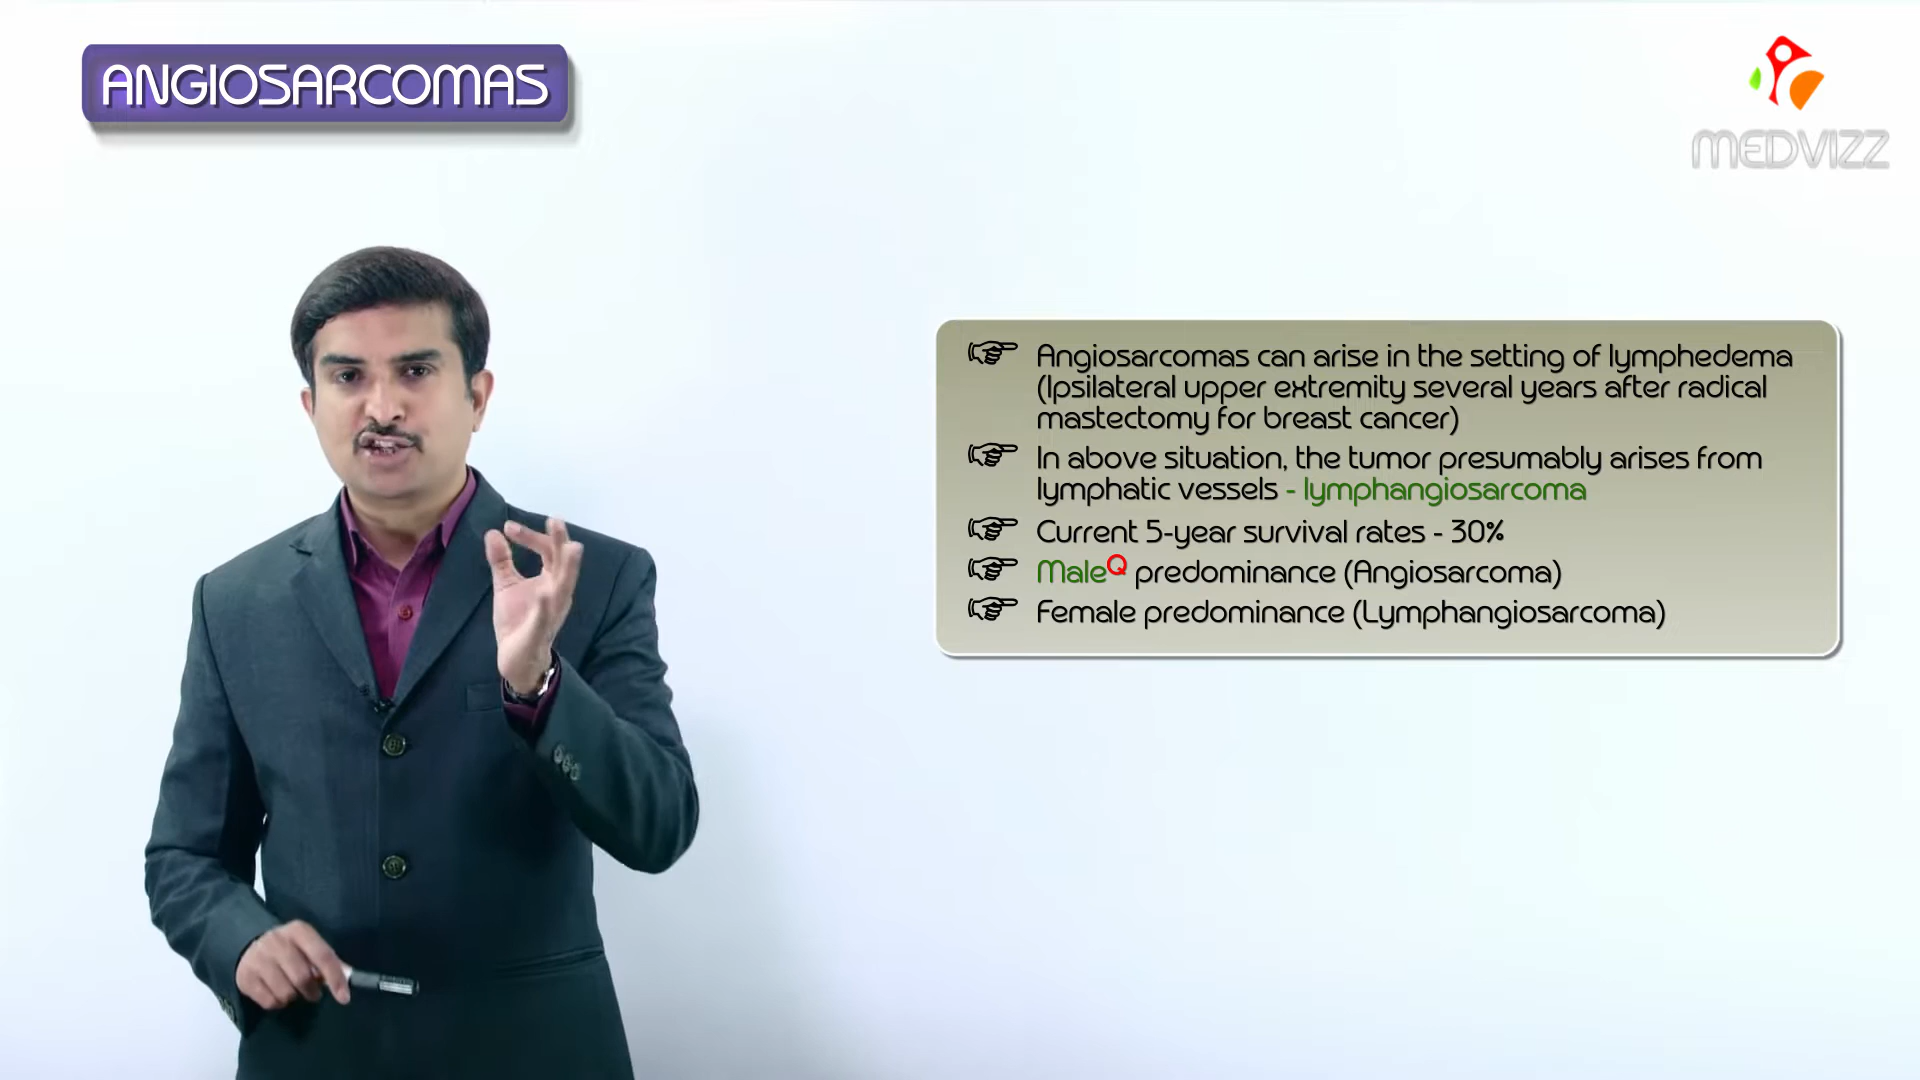 ANGIOSARCOMAS
MEDVIZZ
Angiosarcomas can arise in the setting of lymphedema
(Ipsilateral upper extremity several years after radical
mastectomy for breast cancer)
In above situation, the tumor presumably arises from
lymphatic vessels - lymphangiosarcoma
Current 5-year survival rates - 30%
MaleQ predominance (Angiosarcoma)
Female predominance (Lymphangiosarcoma)